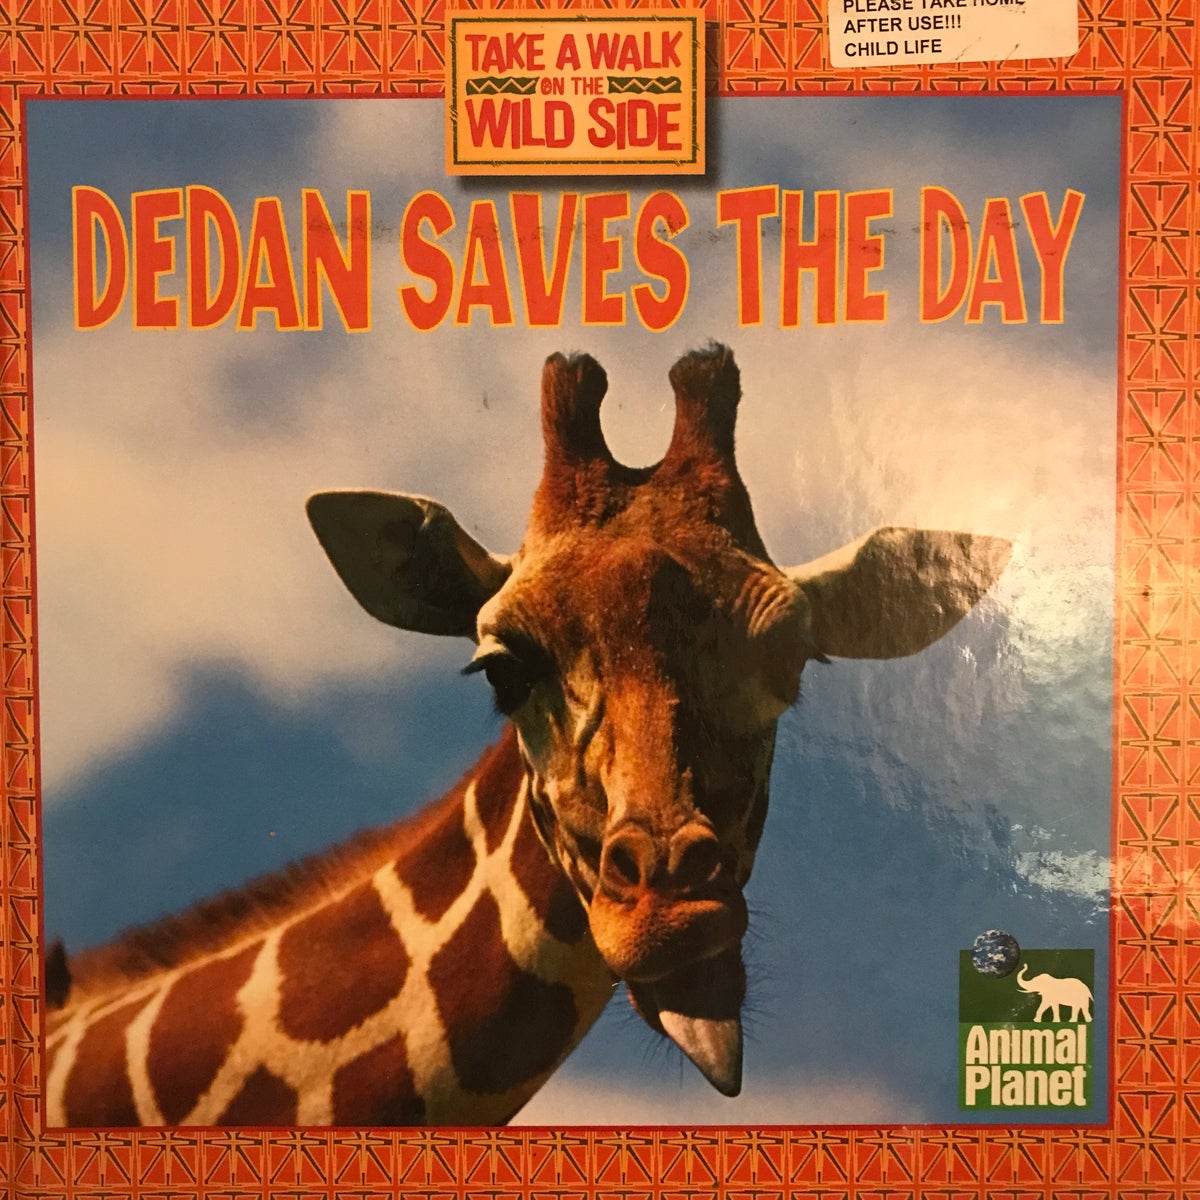 PLEASE TAKE HOME
AFTER USE!!!
CHILD LIFE
TAKE A WALK
ON THE
WILD SIDE
DEDAN SAVES THE DAY
Animal
Planet